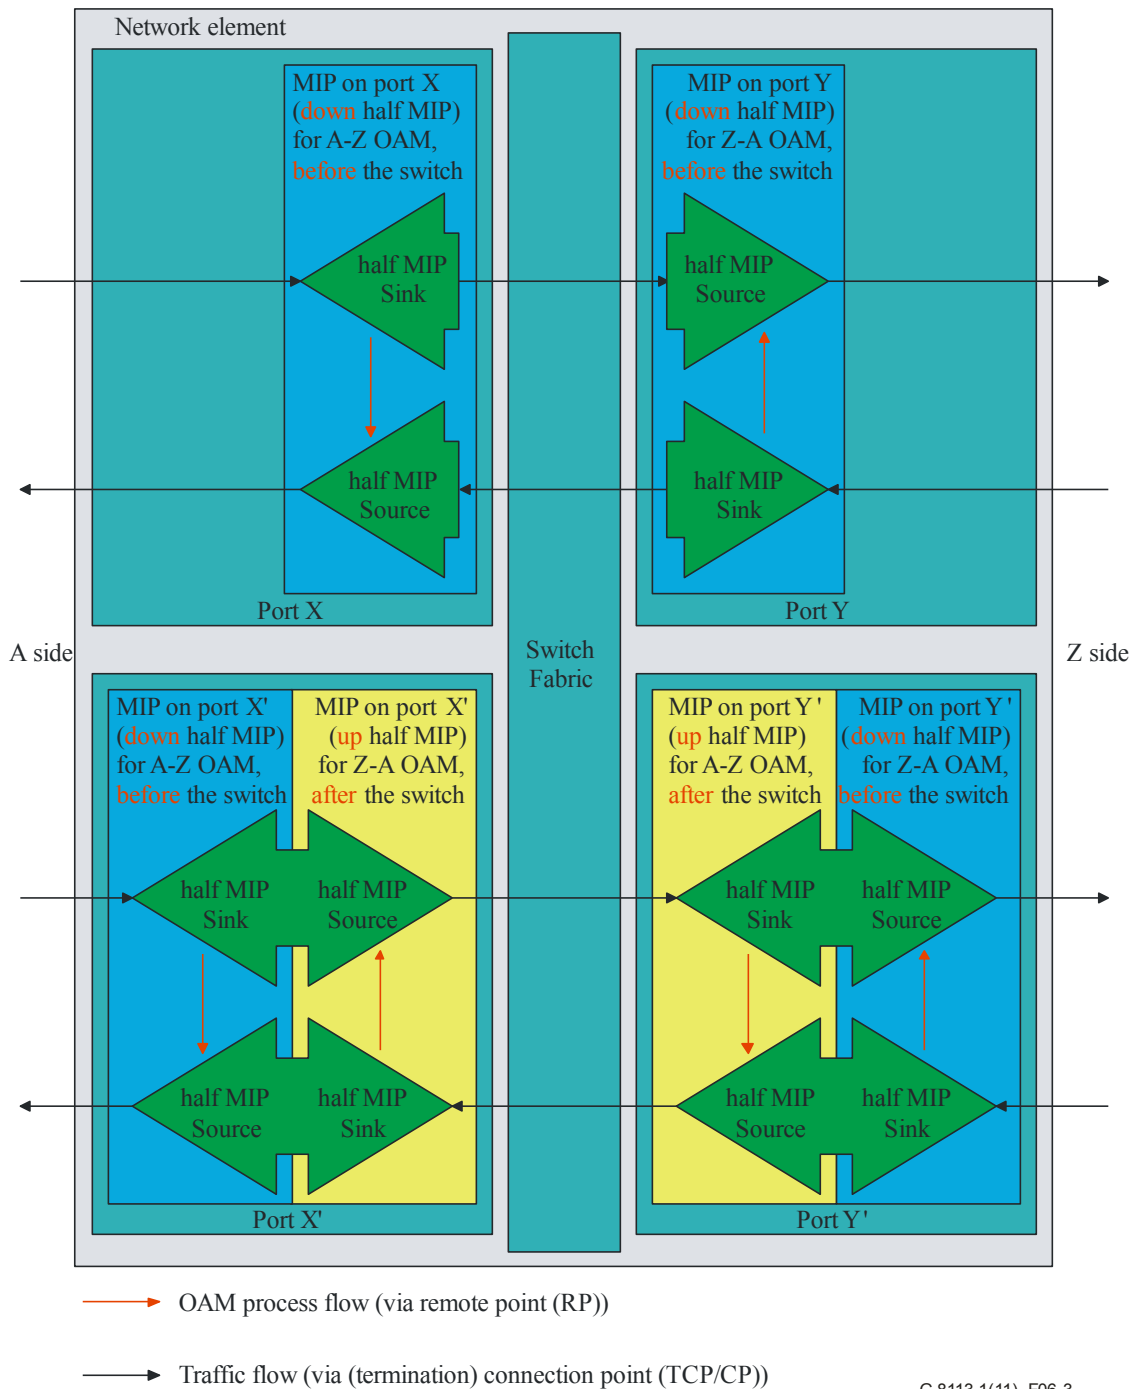 Network element
MIP on port X
(down half MIP)
for A-Z OAM,
before the switch
MIP on port Y
(down half MIP)
for Z-A OAM,
before the switch
half MIP
Sink
half MIP
Source
half MIP
Source
half MIP
Sink
Port X
Port Y
A side
Switch
Fabric
Z side
MIP on port X'
(down half MIP)
for A-Z OAM,
before the switch
MIP on port X'
(up half MIP)
for Z-A OAM,
after the switch
MIP on port Y'
(up half MIP)
for A-Z OAM,
after the switch
MIP on port Y'
(down half MIP)
for Z-A OAM,
before the switch
half MIP
Sink
half MIP
Source
half MIP
Sink
half MIP
Source
half MIP
Source
half MIP
Sink
half MIP
Source
half MIP
Sink
Port X'
Port Y'
OAM process flow (via remote point (RP))
Traffic flow (via (termination) connection point (TCP/CP))